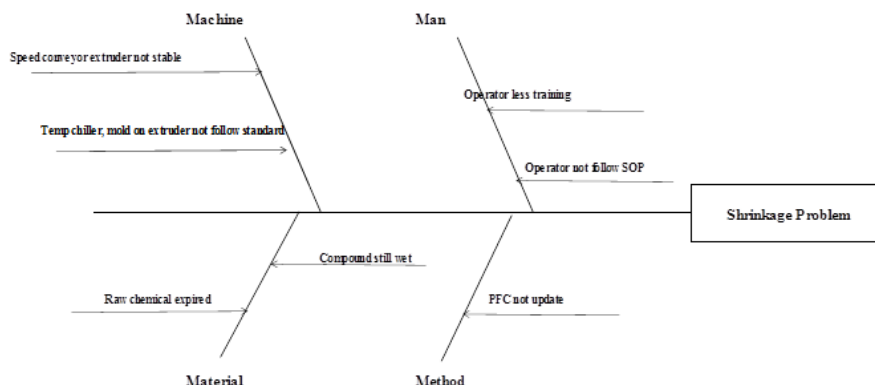 Machine
Man
Speed conveyor extruder not stable
Operator less training
Temp chiller, mold on extruder not follow standard
Operator not follow SOP
Shrinkage Problem
Compound still wet
Raw chemical expired
PFC not update
Material
Method